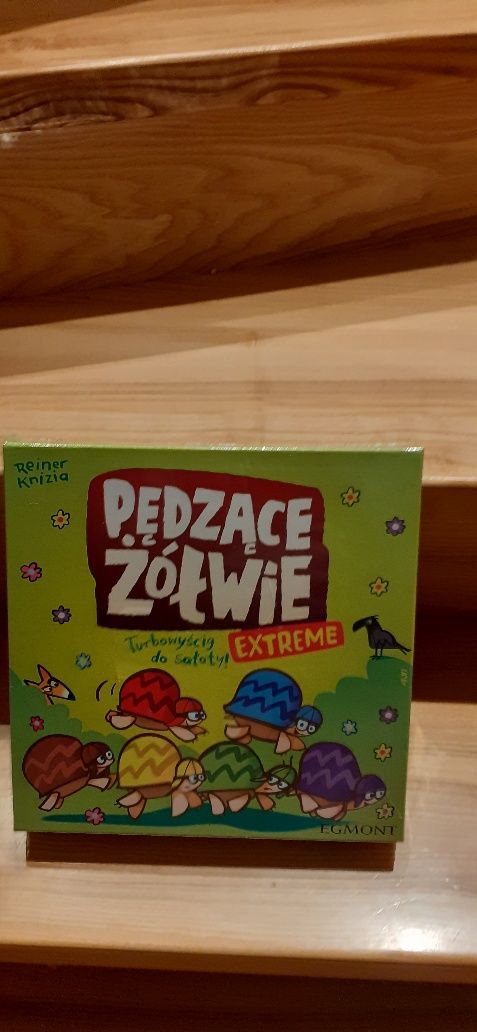 Reiner
Knizia
PĘDZĄCE
ŻÓŁWIE
EXTREME
Turbowyścig
do sałaty!
EGMONT